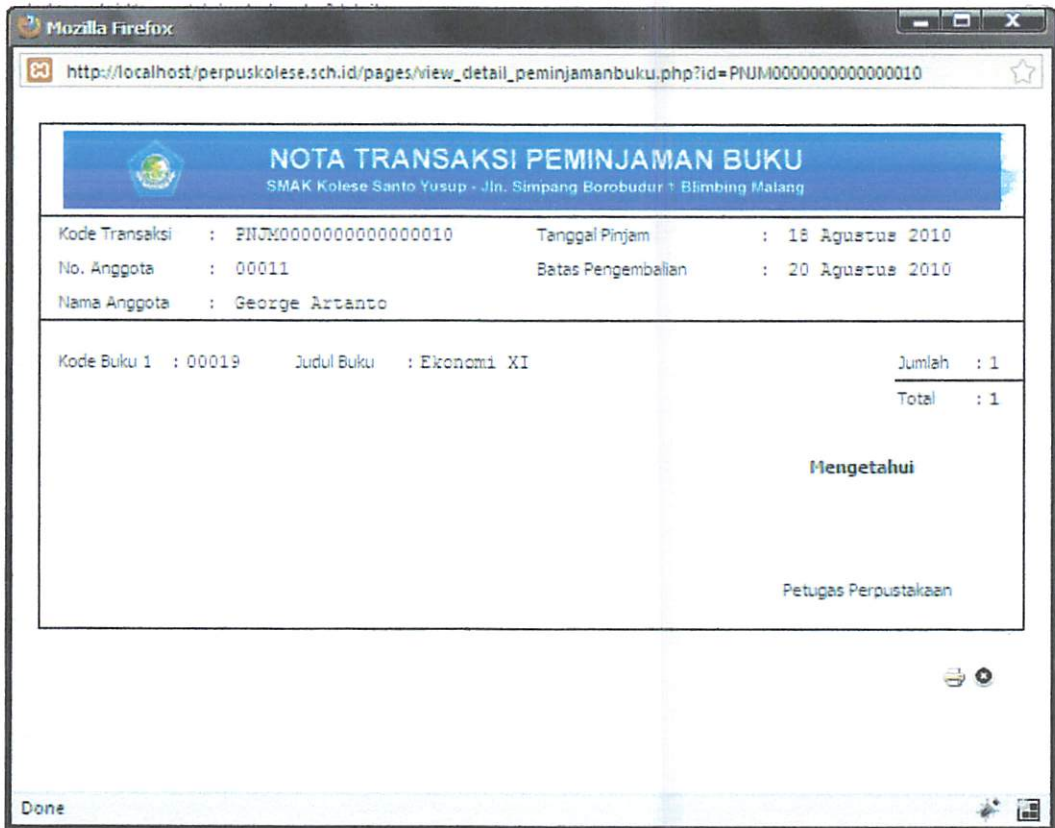 Mozilla Firefox
http://localhost/perpuskolese.sch.id/pages/view_detail_peminjamanbuku.php?id=PNJM0000000000000010
NOTA TRANSAKSI PEMINJAMAN BUKU
SMAK Kolese Santo Yusup - Jln. Simpang Borobudur 1 Blimbing Malang
Kode Transaksi : PNJM0000000000000010 Tanggal Pinjam : 18 Agustus 2010
No. Anggota : 00011 Batas Pengembalian : 20 Agustus 2010
Nama Anggota : George Artanto
Kode Buku 1 : 00019 Judul Buku : Ekonomi XI Jumlah : 1
Total : 1
Mengetahui
Petugas Perpustakaan
Done